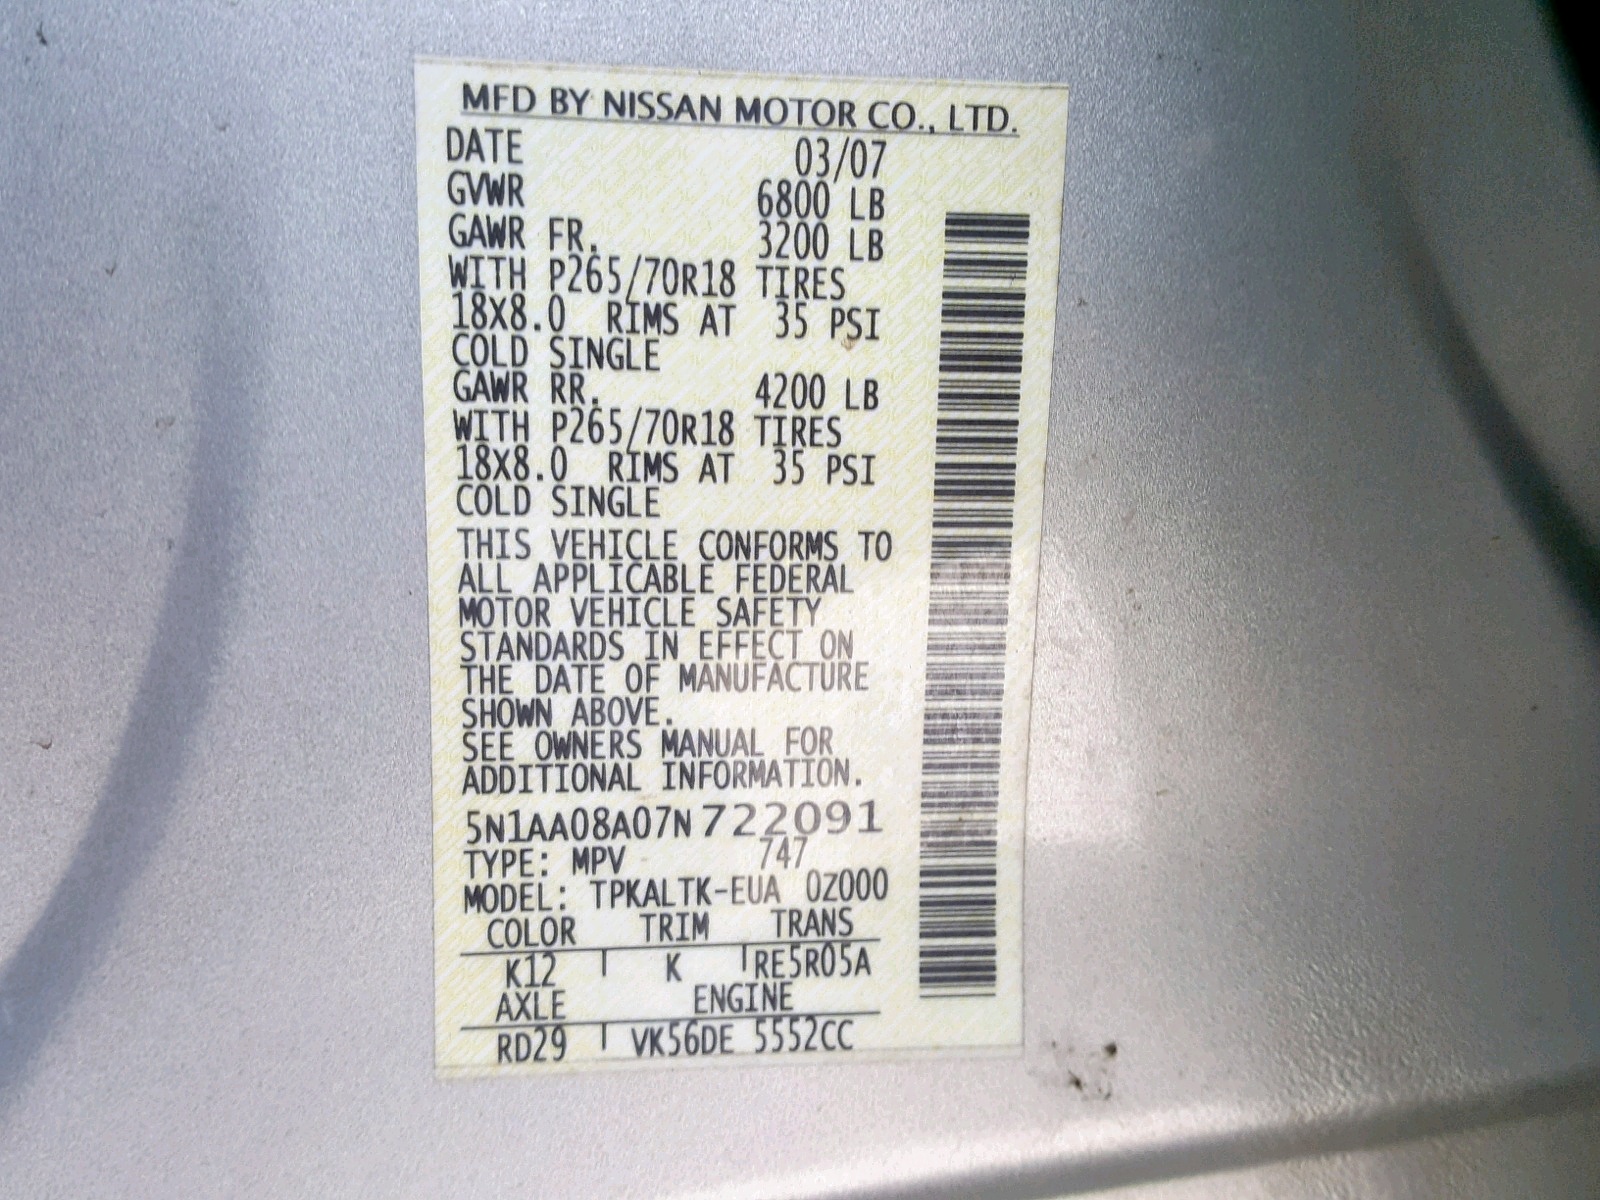 MFD BY NISSAN MOTOR CO., LTD.
DATE 03/07
GVWR 6800 LB
GAWR FR. 3200 LB
WITH P265/70R18 TIRES
18X8.0 RIMS AT 35 PSI
COLD SINGLE
GAWR RR. 4200 LB
WITH P265/70R18 TIRES
18X8.0 RIMS AT 35 PSI
COLD SINGLE
THIS VEHICLE CONFORMS TO
ALL APPLICABLE FEDERAL
MOTOR VEHICLE SAFETY
STANDARDS IN EFFECT ON
THE DATE OF MANUFACTURE
SHOWN ABOVE.
SEE OWNERS MANUAL FOR
ADDITIONAL INFORMATION.
5N1AA08A07N722091
TYPE: MPV 747
MODEL: TPKALTK-EUA 0Z000
COLOR TRIM TRANS
K12 K RE5R05A
AXLE ENGINE
RD29 VK56DE 5552CC